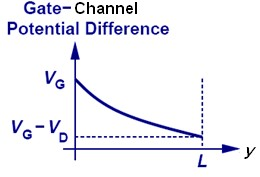 Gate−Channel
Potential Difference
V_G
V_G − V_D
L
y